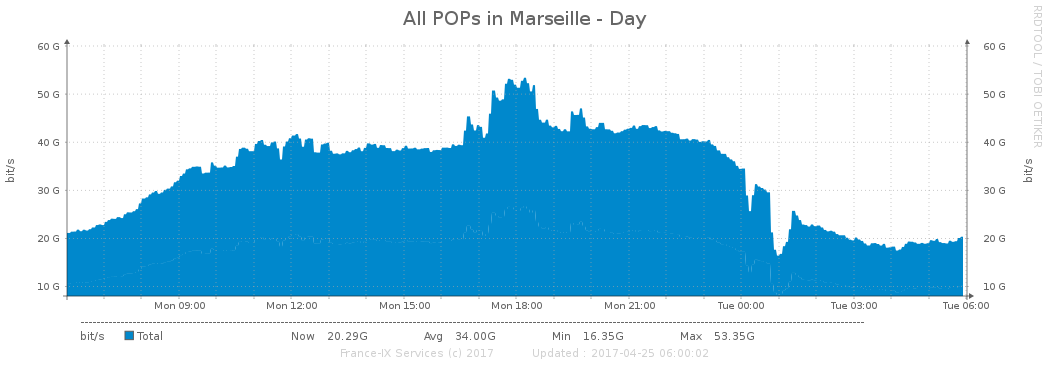 All POPs in Marseille - Day
RRDTOOL / TOBI OETIKER
bit/s
bit/s
60 G 60 G
50 G 50 G
40 G 40 G
30 G 30 G
20 G 20 G
10 G 10 G
Mon 09:00 Mon 12:00 Mon 15:00 Mon 18:00 Mon 21:00 Tue 00:00 Tue 03:00 Tue 06:00
bit/s Total Now 20.29G Avg 34.00G Min 16.35G Max 53.35G
France-IX Services (c) 2017 Updated : 2017-04-25 06:00:02